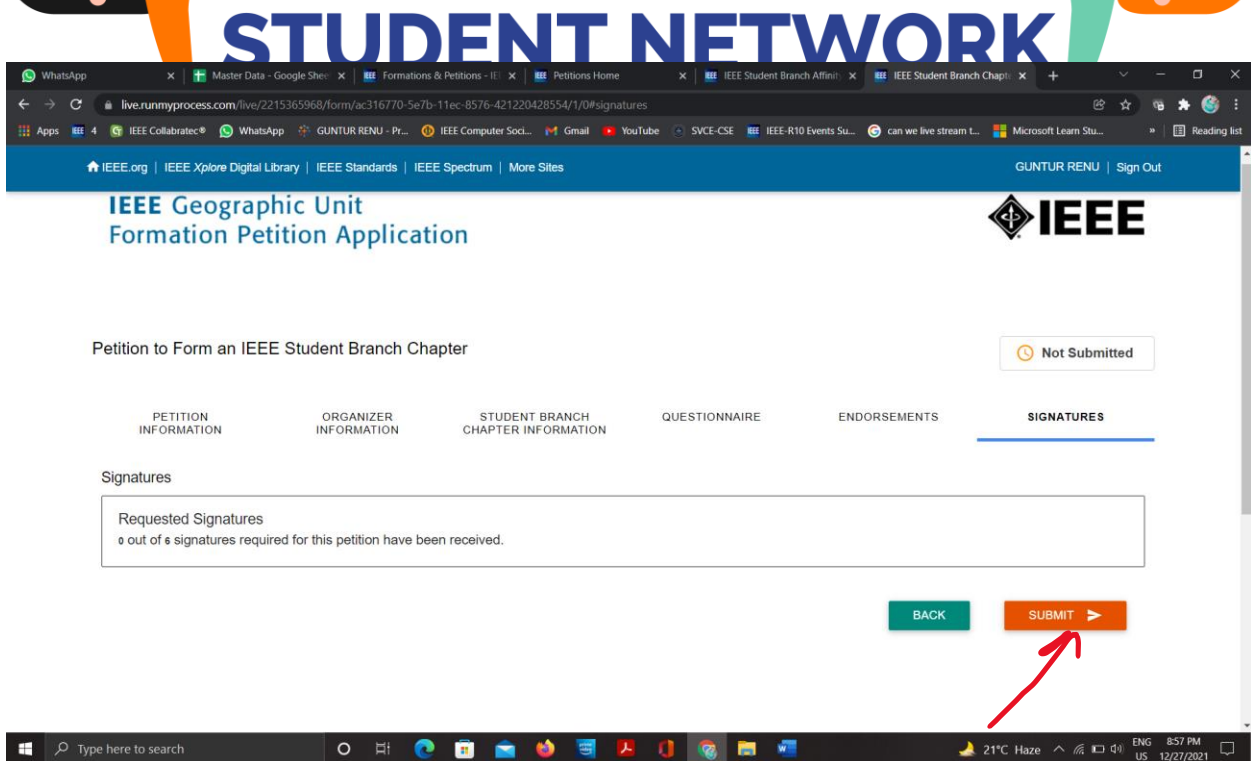 STUDENT NETWORK
WhatsApp
Master Data - Google Shee
Formations & Petitions - IE
Petitions Home
IEEE Student Branch Affinity
IEEE Student Branch Chapt
live.runmyprocess.com/live/2215365968/form/ac316770-5e7b-11ec-8576-421220428554/1/0#signatures
Apps 4 IEEE Collabratec® WhatsApp GUNTUR RENU - Pr... IEEE Computer Soci... Gmail YouTube SVCE-CSE IEEE-R10 Events Su... can we live stream t... Microsoft Learn Stu... » Reading list
IEEE.org | IEEE Xplore Digital Library | IEEE Standards | IEEE Spectrum | More Sites
GUNTUR RENU | Sign Out
IEEE Geographic Unit
Formation Petition Application
IEEE
Petition to Form an IEEE Student Branch Chapter
Not Submitted
PETITION
INFORMATION
ORGANIZER
INFORMATION
STUDENT BRANCH
CHAPTER INFORMATION
QUESTIONNAIRE
ENDORSEMENTS
SIGNATURES
Signatures
Requested Signatures
0 out of 6 signatures required for this petition have been received.
BACK
SUBMIT
Type here to search
21°C Haze
ENG
US
8:57 PM
12/27/2021